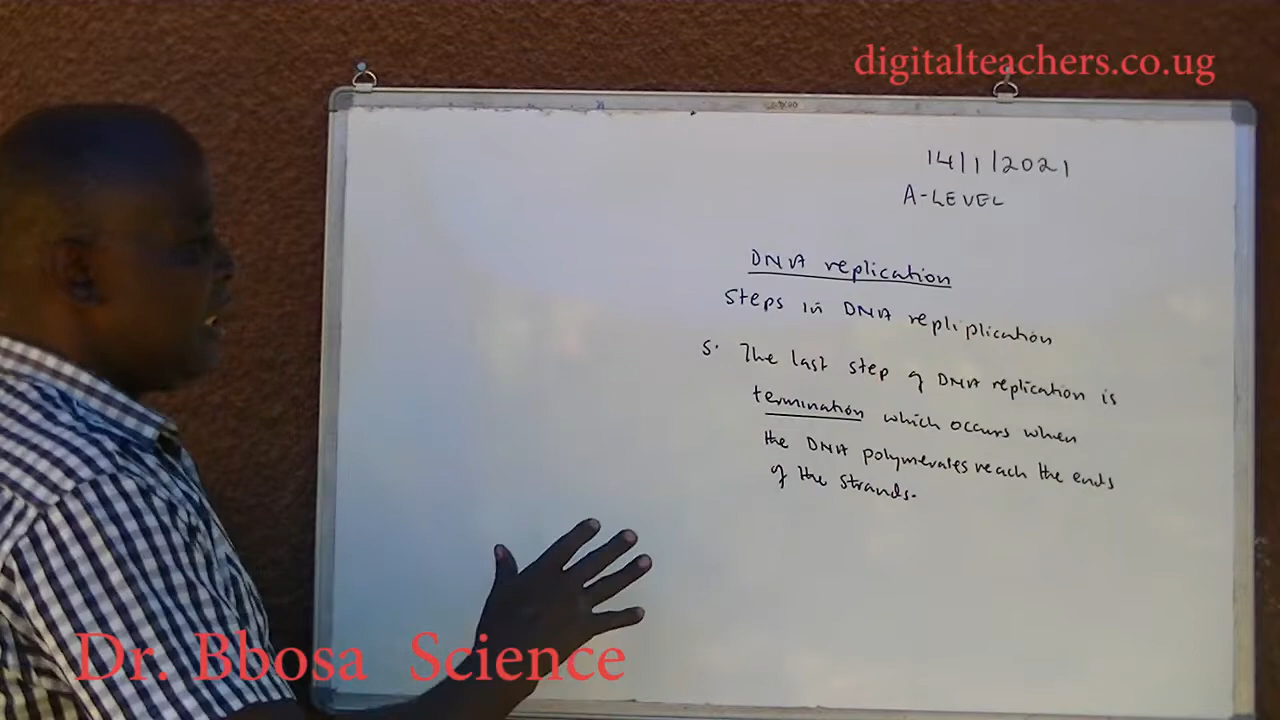 digitalteachers.co.ug
14/1/2021
A-LEVEL
DNA replication
Steps in DNA repliplication
5. The last step of DNA replication is
termination which occurs when
the DNA polymerates reach the ends
of the strands.
Dr. Bbosa Science